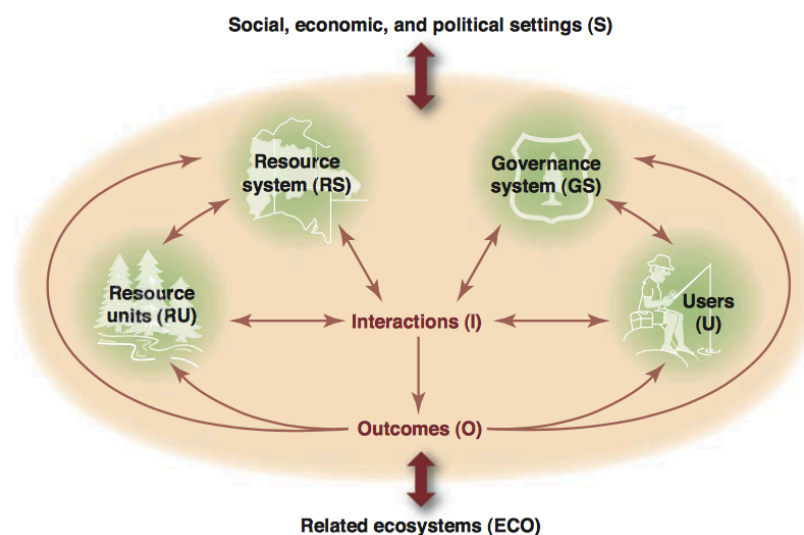 Social, economic, and political settings (S)
Resource
system (RS)
Governance
system (GS)
Resource
units (RU)
Interactions (I)
Users
(U)
Outcomes (O)
Related ecosystems (ECO)